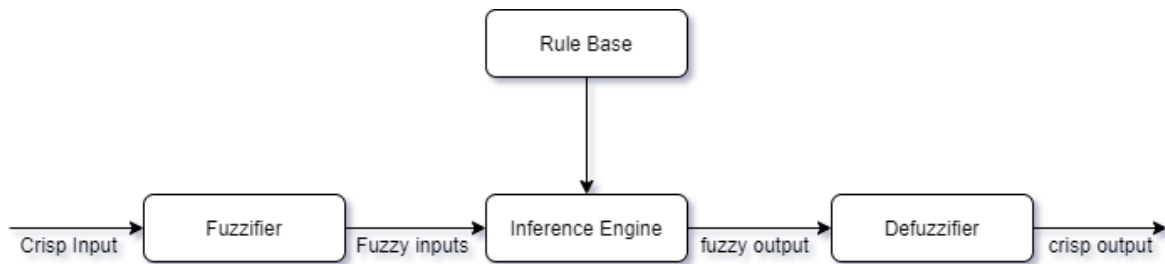 Rule Base
Crisp Input
Fuzzifier
Fuzzy inputs
Inference Engine
fuzzy output
Defuzzifier
crisp output